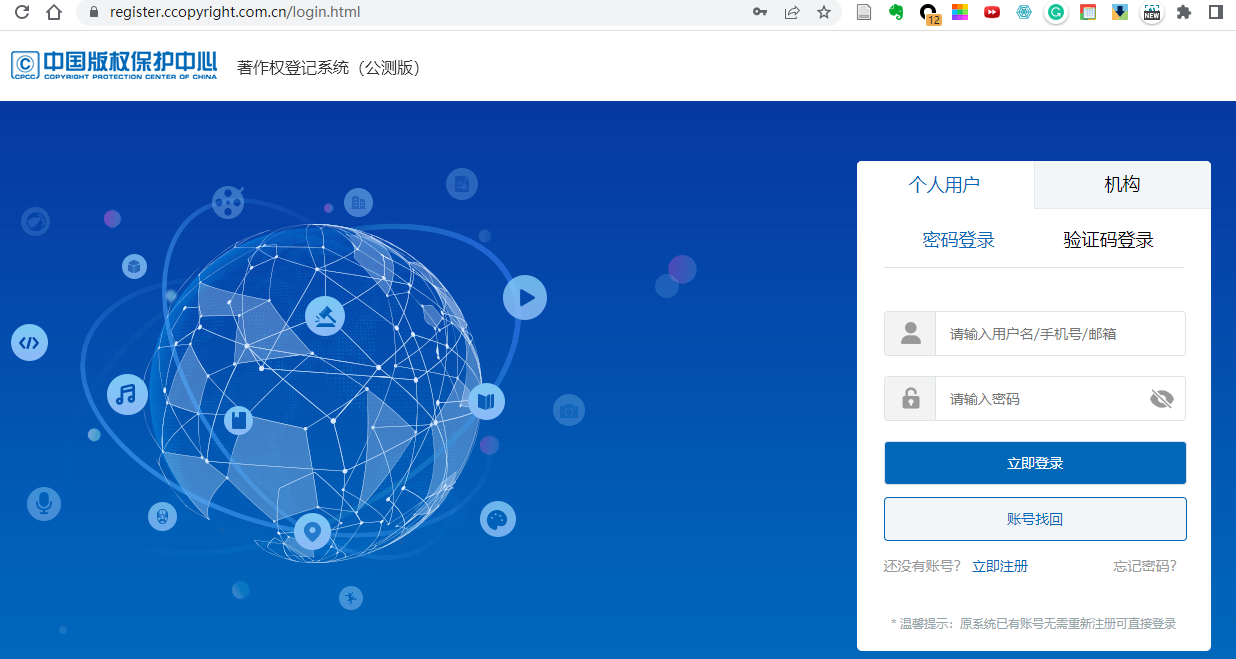 register.ccopyright.com.cn/login.html
12
NEW
CPCC
中国版权保护中心
COPYRIGHT PROTECTION CENTER OF CHINA
著作权登记系统（公测版）
个人用户
机构
密码登录
验证码登录
请输入用户名/手机号/邮箱
请输入密码
立即登录
账号找回
还没有账号？ 立即注册
忘记密码？
* 温馨提示：原系统已有账号无需重新注册可直接登录